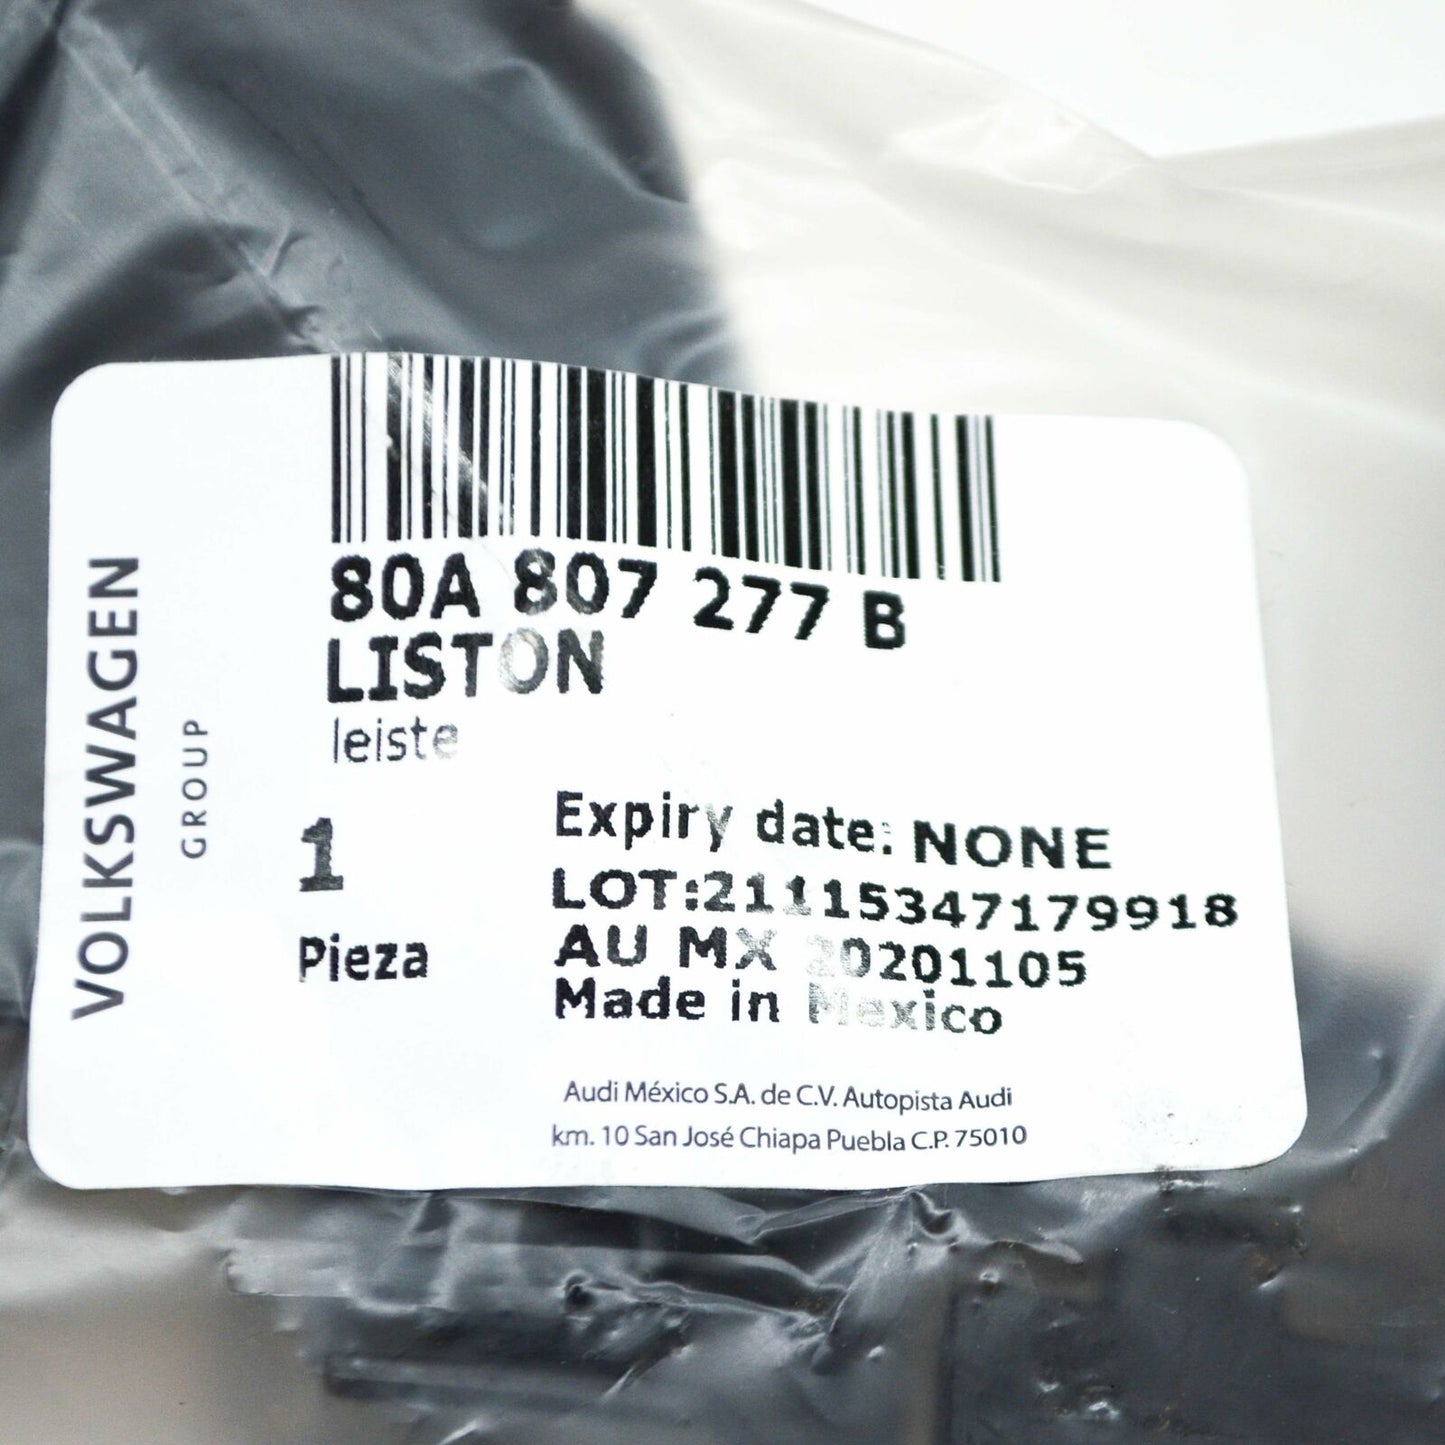 VOLKSWAGEN
GROUP
80A 807 277 B
LISTON
leiste
1
Pieza
Expiry date: NONE
LOT:21115347179918
AU MX 20201105
Made in Mexico
Audi México S.A. de C.V. Autopista Audi
km. 10 San José Chiapa Puebla C.P. 75010